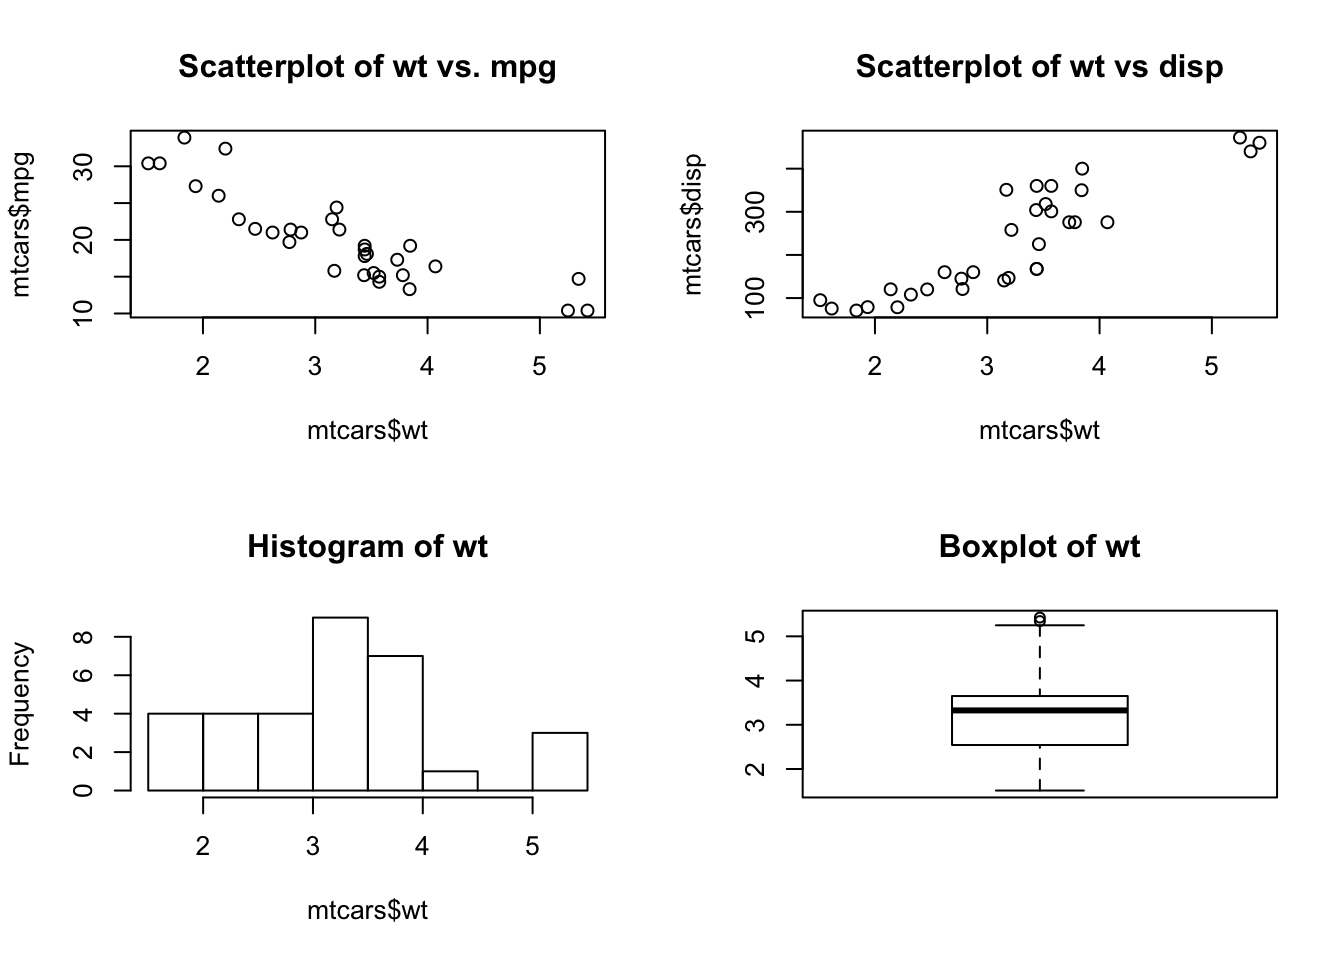 Scatterplot of wt vs. mpg
mtcars$mpg
10 20 30
2 3 4 5
mtcars$wt
Scatterplot of wt vs disp
mtcars$disp
100 300
2 3 4 5
mtcars$wt
Histogram of wt
Frequency
0 2 4 6 8
2 3 4 5
mtcars$wt
Boxplot of wt
2 3 4 5